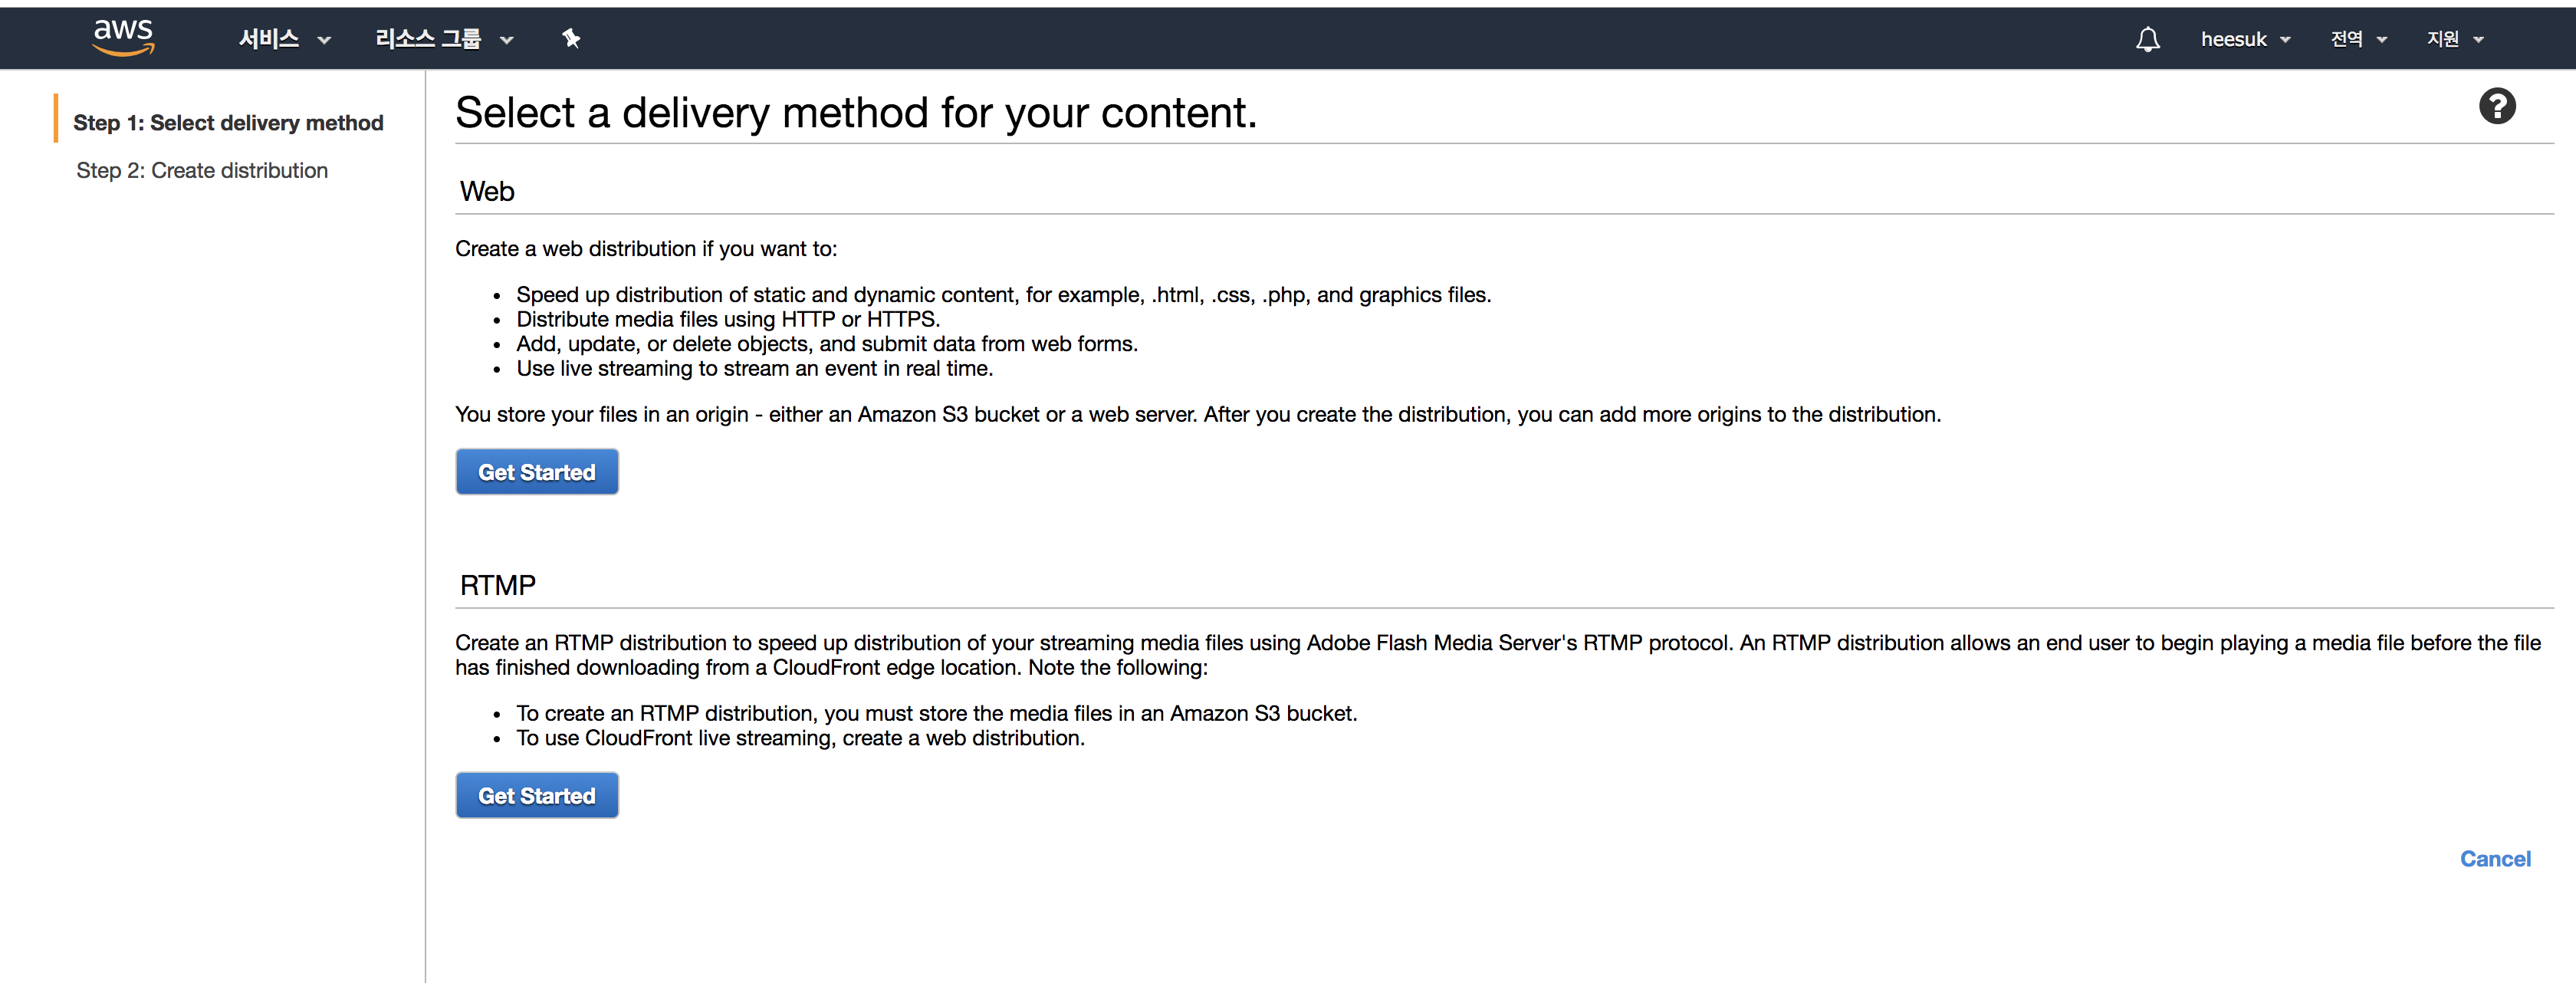 aws
서비스
리소스 그룹
heesuk
전역
지원
Step 1: Select delivery method
Step 2: Create distribution
Select a delivery method for your content.
?
Web
Create a web distribution if you want to:
• Speed up distribution of static and dynamic content, for example, .html, .css, .php, and graphics files.
• Distribute media files using HTTP or HTTPS.
• Add, update, or delete objects, and submit data from web forms.
• Use live streaming to stream an event in real time.
You store your files in an origin - either an Amazon S3 bucket or a web server. After you create the distribution, you can add more origins to the distribution.
Get Started
RTMP
Create an RTMP distribution to speed up distribution of your streaming media files using Adobe Flash Media Server's RTMP protocol. An RTMP distribution allows an end user to begin playing a media file before the file
has finished downloading from a CloudFront edge location. Note the following:
• To create an RTMP distribution, you must store the media files in an Amazon S3 bucket.
• To use CloudFront live streaming, create a web distribution.
Get Started
Cancel